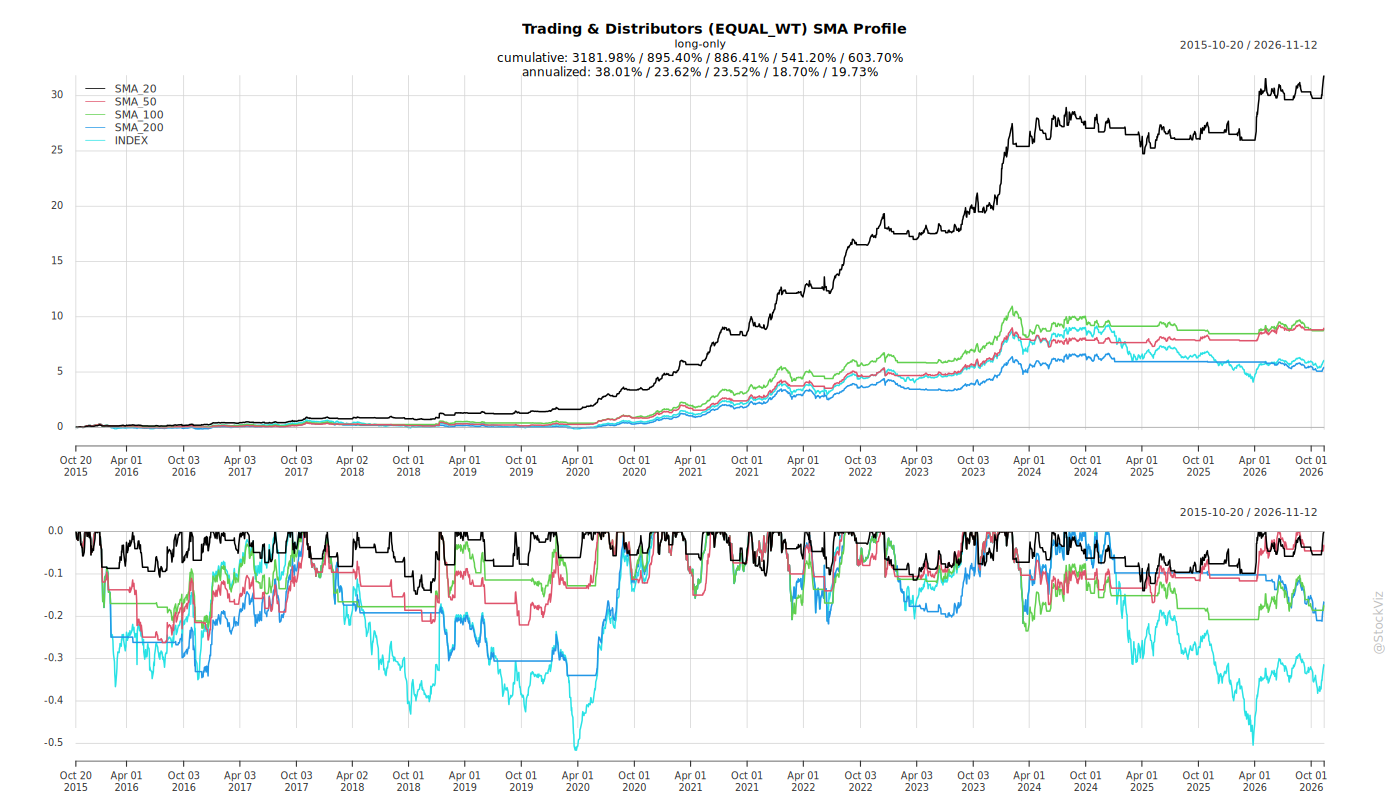 Trading & Distributors (EQUAL_WT) SMA Profile
long-only
2015-10-20 / 2026-11-12
cumulative: 3181.98% / 895.40% / 886.41% / 541.20% / 603.70%
annualized: 38.01% / 23.62% / 23.52% / 18.70% / 19.73%
SMA_20
SMA_50
SMA_100
SMA_200
INDEX
30
25
20
15
10
5
0
Oct 20 Apr 01 Oct 03 Apr 03 Oct 03 Apr 02 Oct 01 Apr 01 Oct 01 Apr 01 Oct 01 Apr 01 Oct 01 Apr 01 Oct 03 Apr 03 Oct 03 Apr 01 Oct 01 Apr 01 Oct 01 Apr 01 Oct 01
2015 2016 2016 2017 2017 2018 2018 2019 2019 2020 2020 2021 2021 2022 2022 2023 2023 2024 2024 2025 2025 2026 2026
2015-10-20 / 2026-11-12
0.0
-0.1
-0.2
-0.3
-0.4
-0.5
Oct 20 Apr 01 Oct 03 Apr 03 Oct 03 Apr 02 Oct 01 Apr 01 Oct 01 Apr 01 Oct 01 Apr 01 Oct 01 Apr 01 Oct 03 Apr 03 Oct 03 Apr 01 Oct 01 Apr 01 Oct 01 Apr 01 Oct 01
2015 2016 2016 2017 2017 2018 2018 2019 2019 2020 2020 2021 2021 2022 2022 2023 2023 2024 2024 2025 2025 2026 2026
@StockViz